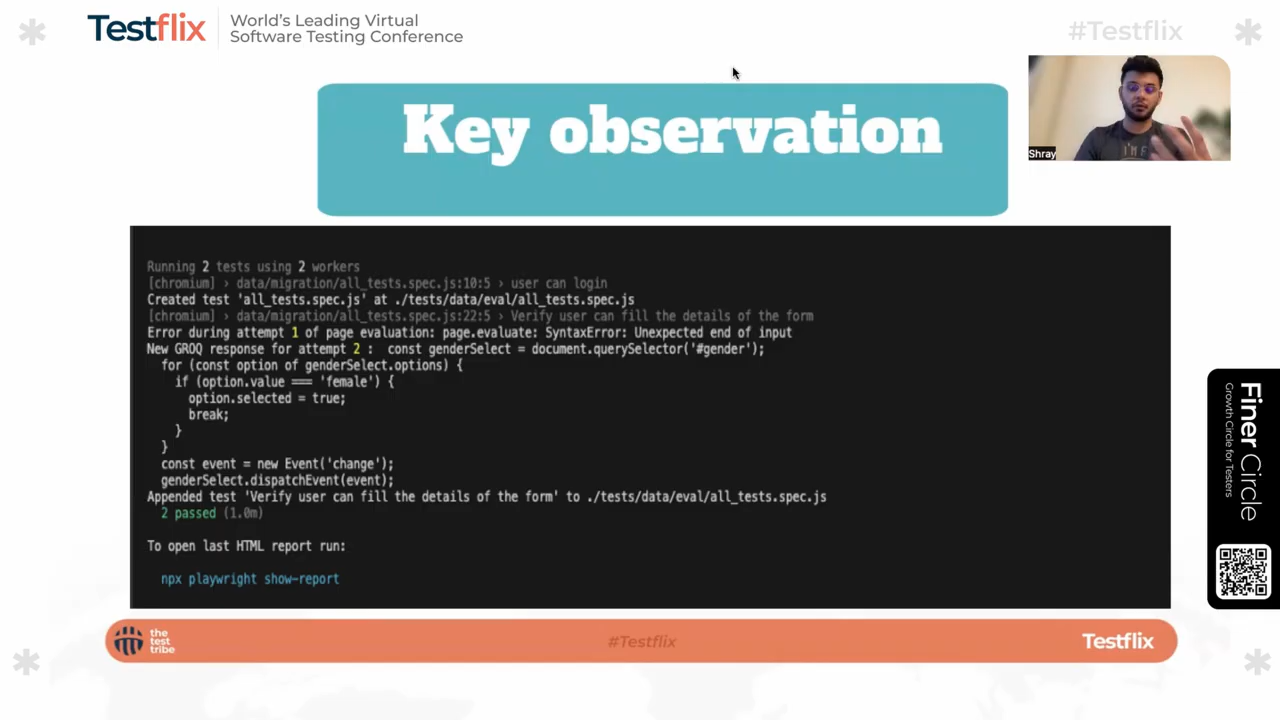 Testflix
World's Leading Virtual
Software Testing Conference
#Testflix
Key observation
Shray
I'M F
Running 2 tests using 2 workers
[chromium] › data/migration/all_tests.spec.js:10:5 › user can login
Created test 'all_tests.spec.js' at ./tests/data/eval/all_tests.spec.js
[chromium] › data/migration/all_tests.spec.js:22:5 › Verify user can fill the details of the form
Error during attempt 1 of page evaluation: page.evaluate: SyntaxError: Unexpected end of input
New GROQ response for attempt 2 :  const genderSelect = document.querySelector('#gender');
for (const option of genderSelect.options) {
if (option.value === 'female') {
option.selected = true;
break;
}
}
const event = new Event('change');
genderSelect.dispatchEvent(event);
Appended test 'Verify user can fill the details of the form' to ./tests/data/eval/all_tests.spec.js
2 passed (1.0m)
To open last HTML report run:
npx playwright show-report
Finer Circle
Growth Circle for Testers
the
test
tribe
#Testflix
Testflix